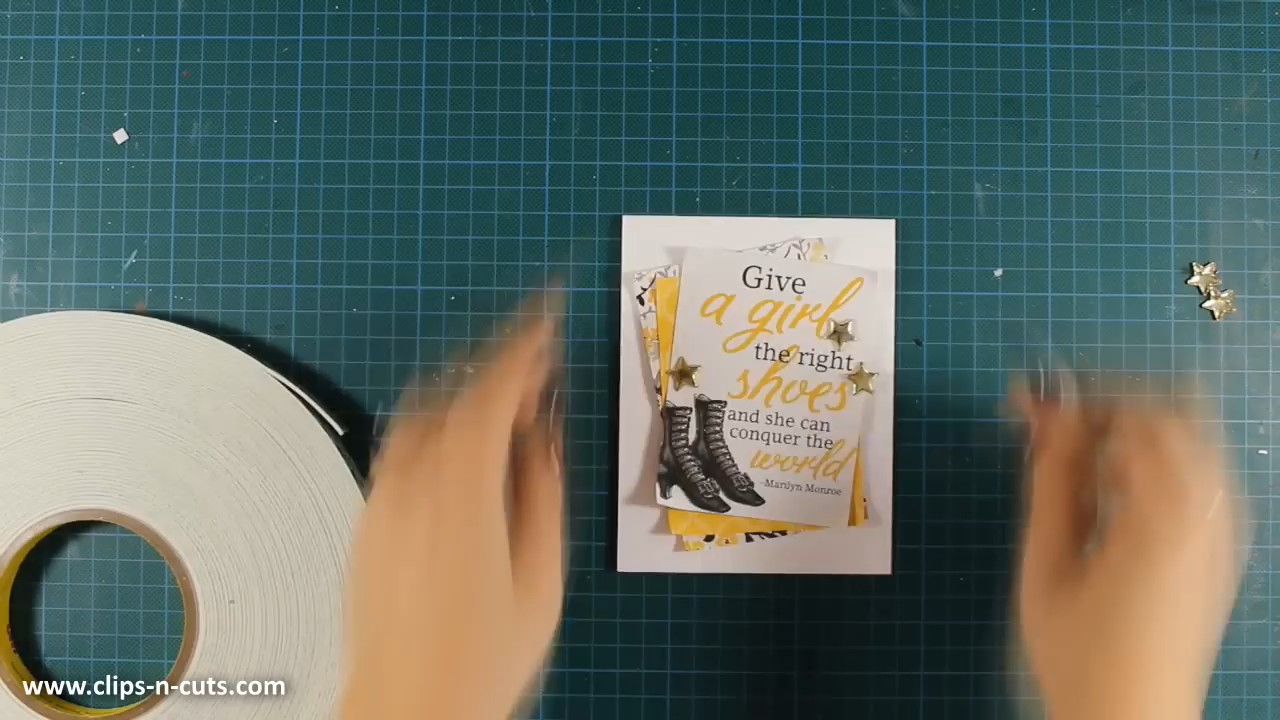 Give
a girl
the right
shoes
and she can
conquer the
world
-Marilyn Monroe
www.clips-n-cuts.com